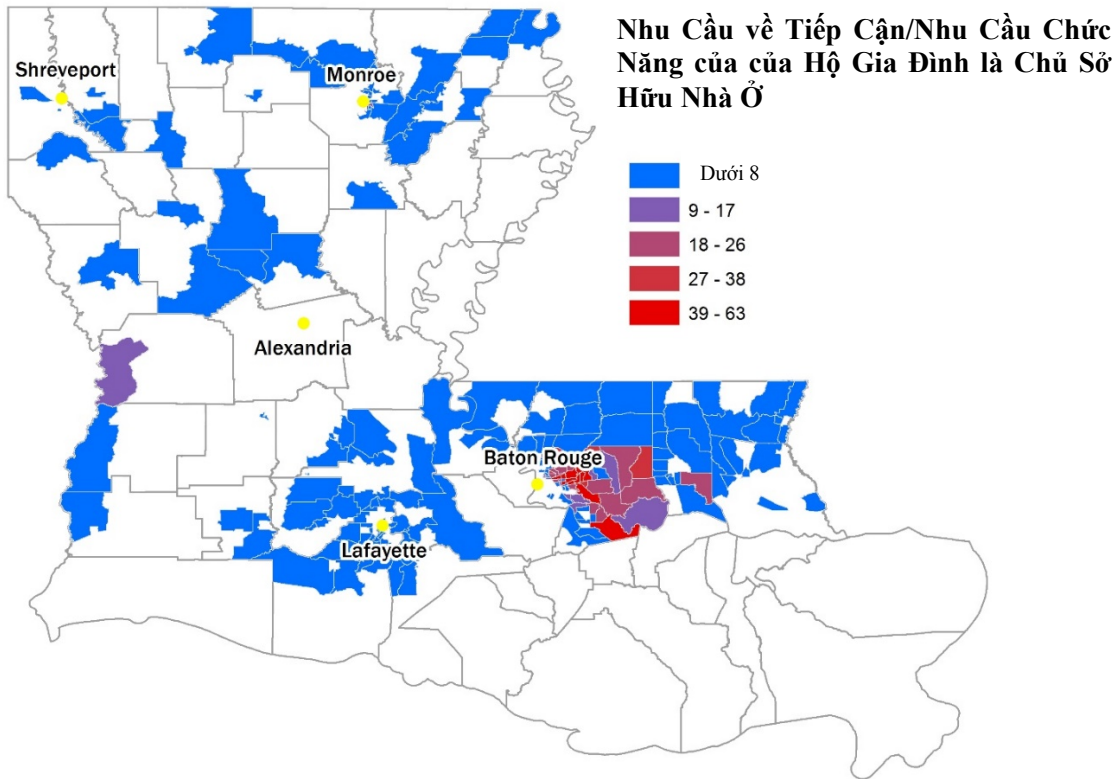 Nhu Cầu về Tiếp Cận/Nhu Cầu Chức
Năng của của Hộ Gia Đình là Chủ Sở
Hữu Nhà Ở
Shreveport
Monroe
Dưới 8
9 - 17
18 - 26
27 - 38
39 - 63
Alexandria
Baton Rouge
Lafayette